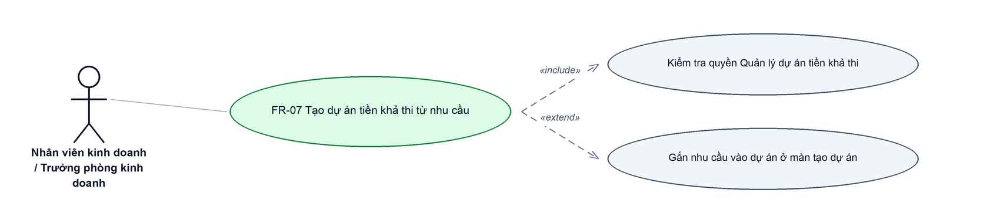 Nhân viên kinh doanh
/ Trưởng phòng kinh
doanh
FR-07 Tạo dự án tiền khả thi từ nhu cầu
«include»
«extend»
Kiểm tra quyền Quản lý dự án tiền khả thi
Gắn nhu cầu vào dự án ở màn tạo dự án